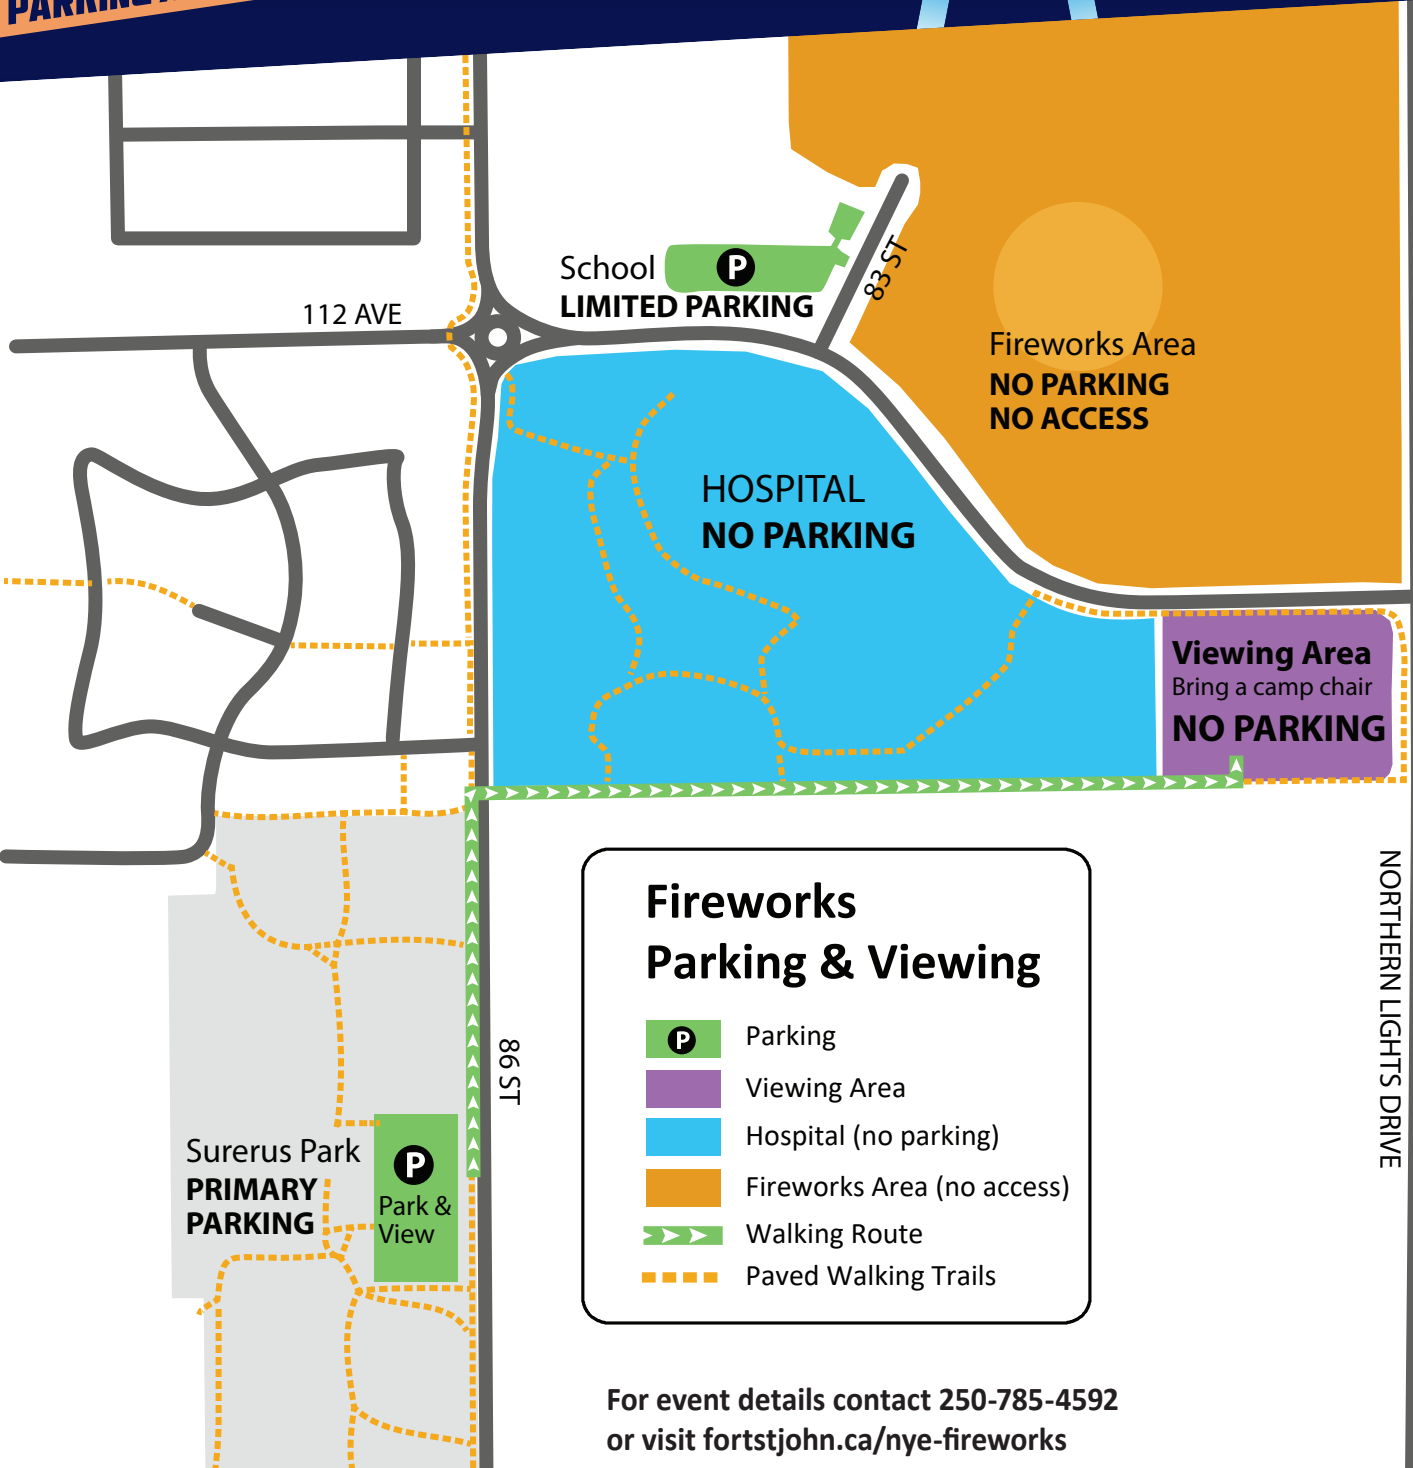 PARKING
112 AVE
School
P
LIMITED PARKING
83 ST
Fireworks Area
NO PARKING
NO ACCESS
HOSPITAL
NO PARKING
Viewing Area
Bring a camp chair
NO PARKING
NORTHERN LIGHTS DRIVE
86 ST
Surerus Park
PRIMARY
PARKING
P
Park &
View
Fireworks
Parking & Viewing
P Parking
Viewing Area
Hospital (no parking)
Fireworks Area (no access)
Walking Route
Paved Walking Trails
For event details contact 250-785-4592
or visit fortstjohn.ca/nye-fireworks